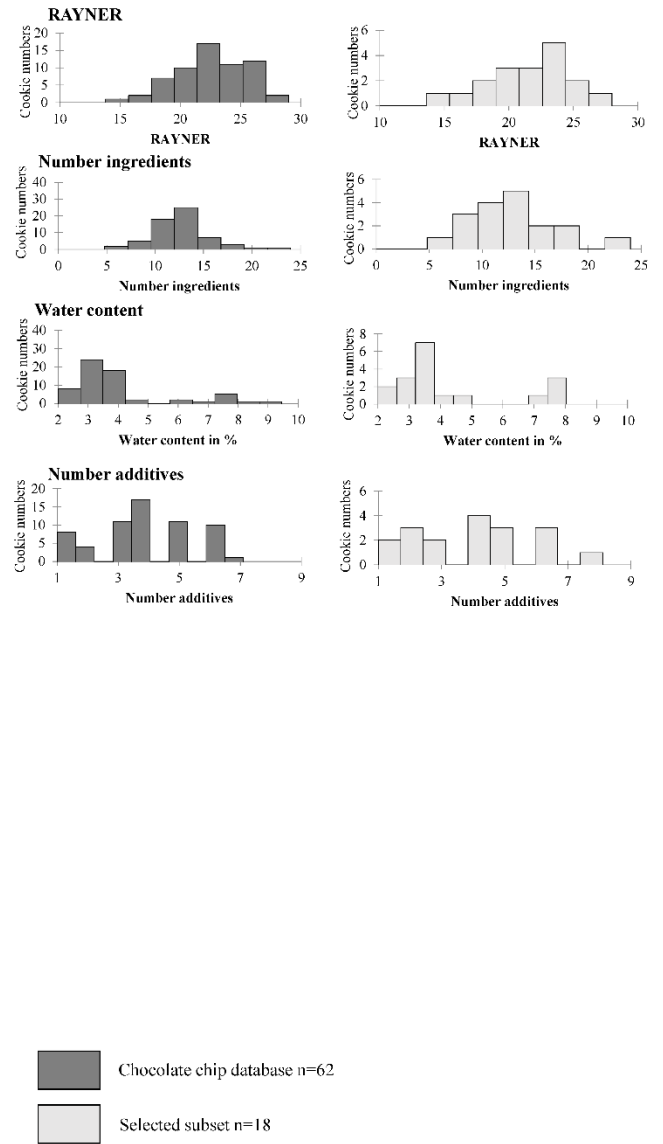 RAYNER
Cookie numbers
20
15
10
5
0
10 15 20 25 30
RAYNER
Cookie numbers
6
4
2
0
10 15 20 25 30
RAYNER
Number ingredients
Cookie numbers
40
30
20
10
0
0 5 10 15 20 25
Number ingredients
Cookie numbers
6
4
2
0
0 5 10 15 20 25
Number ingredients
Water content
Cookie numbers
40
30
20
10
0
2 3 4 5 6 7 8 9 10
Water content in %
Cookie numbers
8
6
4
2
0
2 3 4 5 6 7 8 9 10
Water content in %
Number additives
Cookie numbers
20
15
10
5
0
1 3 5 7 9
Number additives
Cookie numbers
6
4
2
0
1 3 5 7 9
Number additives
Chocolate chip database n=62
Selected subset n=18